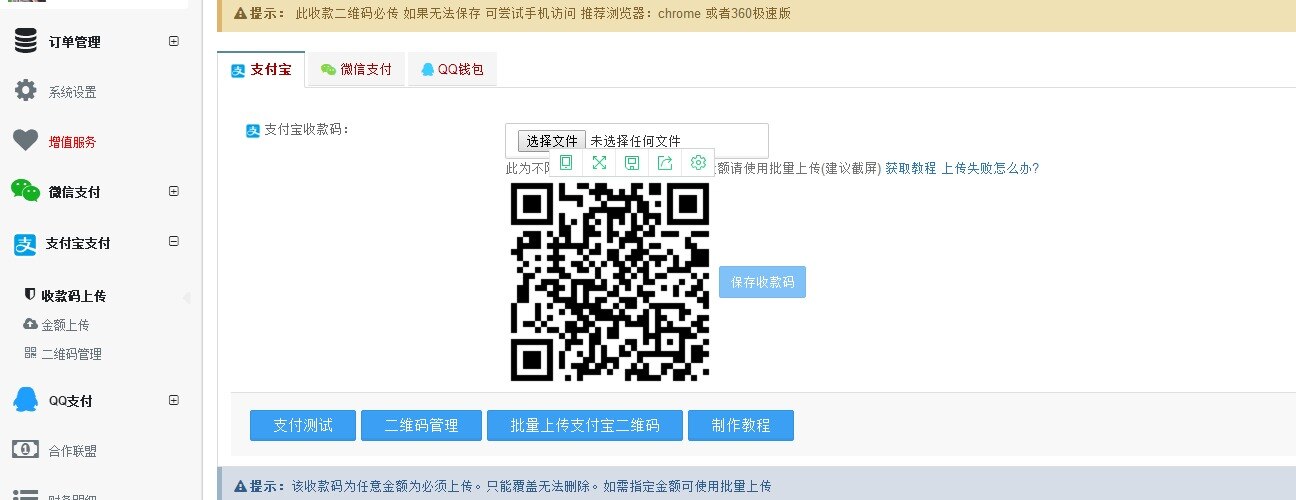 提示： 此收款二维码必传 如果无法保存 可尝试手机访问 推荐浏览器：chrome 或者360极速版
订单管理
系统设置
增值服务
微信支付
支付宝支付
收款码上传
金额上传
二维码管理
QQ支付
合作联盟
支付宝 微信支付 QQ钱包
支付宝收款码：
选择文件 未选择任何文件
此为不 额请使用批量上传(建议截屏) 获取教程 上传失败怎么办?
保存收款码
支付测试 二维码管理 批量上传支付宝二维码 制作教程
提示：该收款码为任意金额为必须上传。只能覆盖无法删除。如需指定金额可使用批量上传